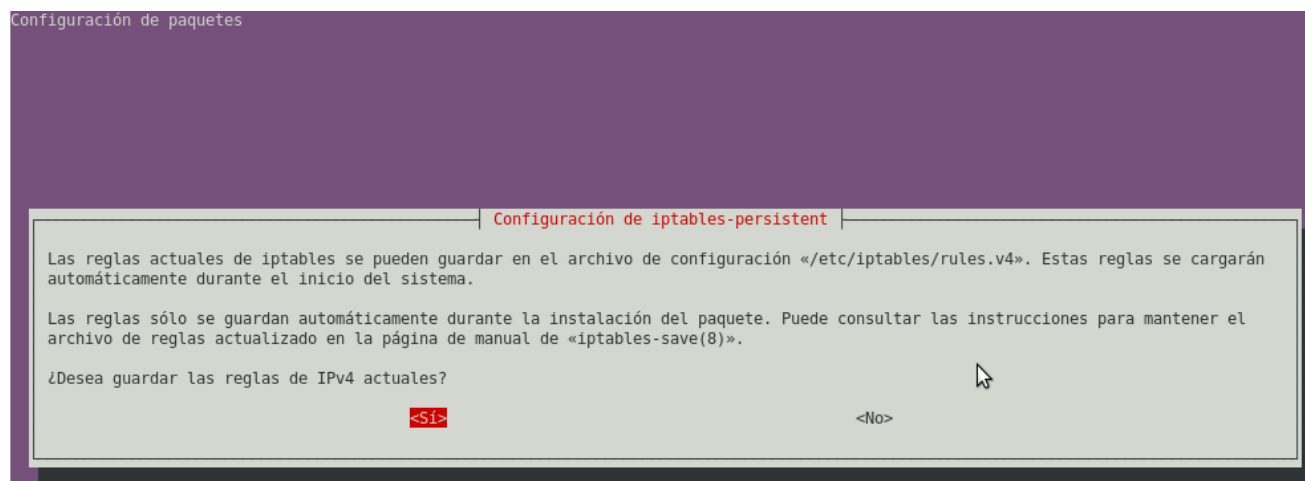 Configuración de paquetes
Configuración de iptables-persistent
Las reglas actuales de iptables se pueden guardar en el archivo de configuración «/etc/iptables/rules.v4». Estas reglas se cargarán
automáticamente durante el inicio del sistema.
Las reglas sólo se guardan automáticamente durante la instalación del paquete. Puede consultar las instrucciones para mantener el
archivo de reglas actualizado en la página de manual de «iptables-save(8)».
¿Desea guardar las reglas de IPv4 actuales?
<Sí> <No>